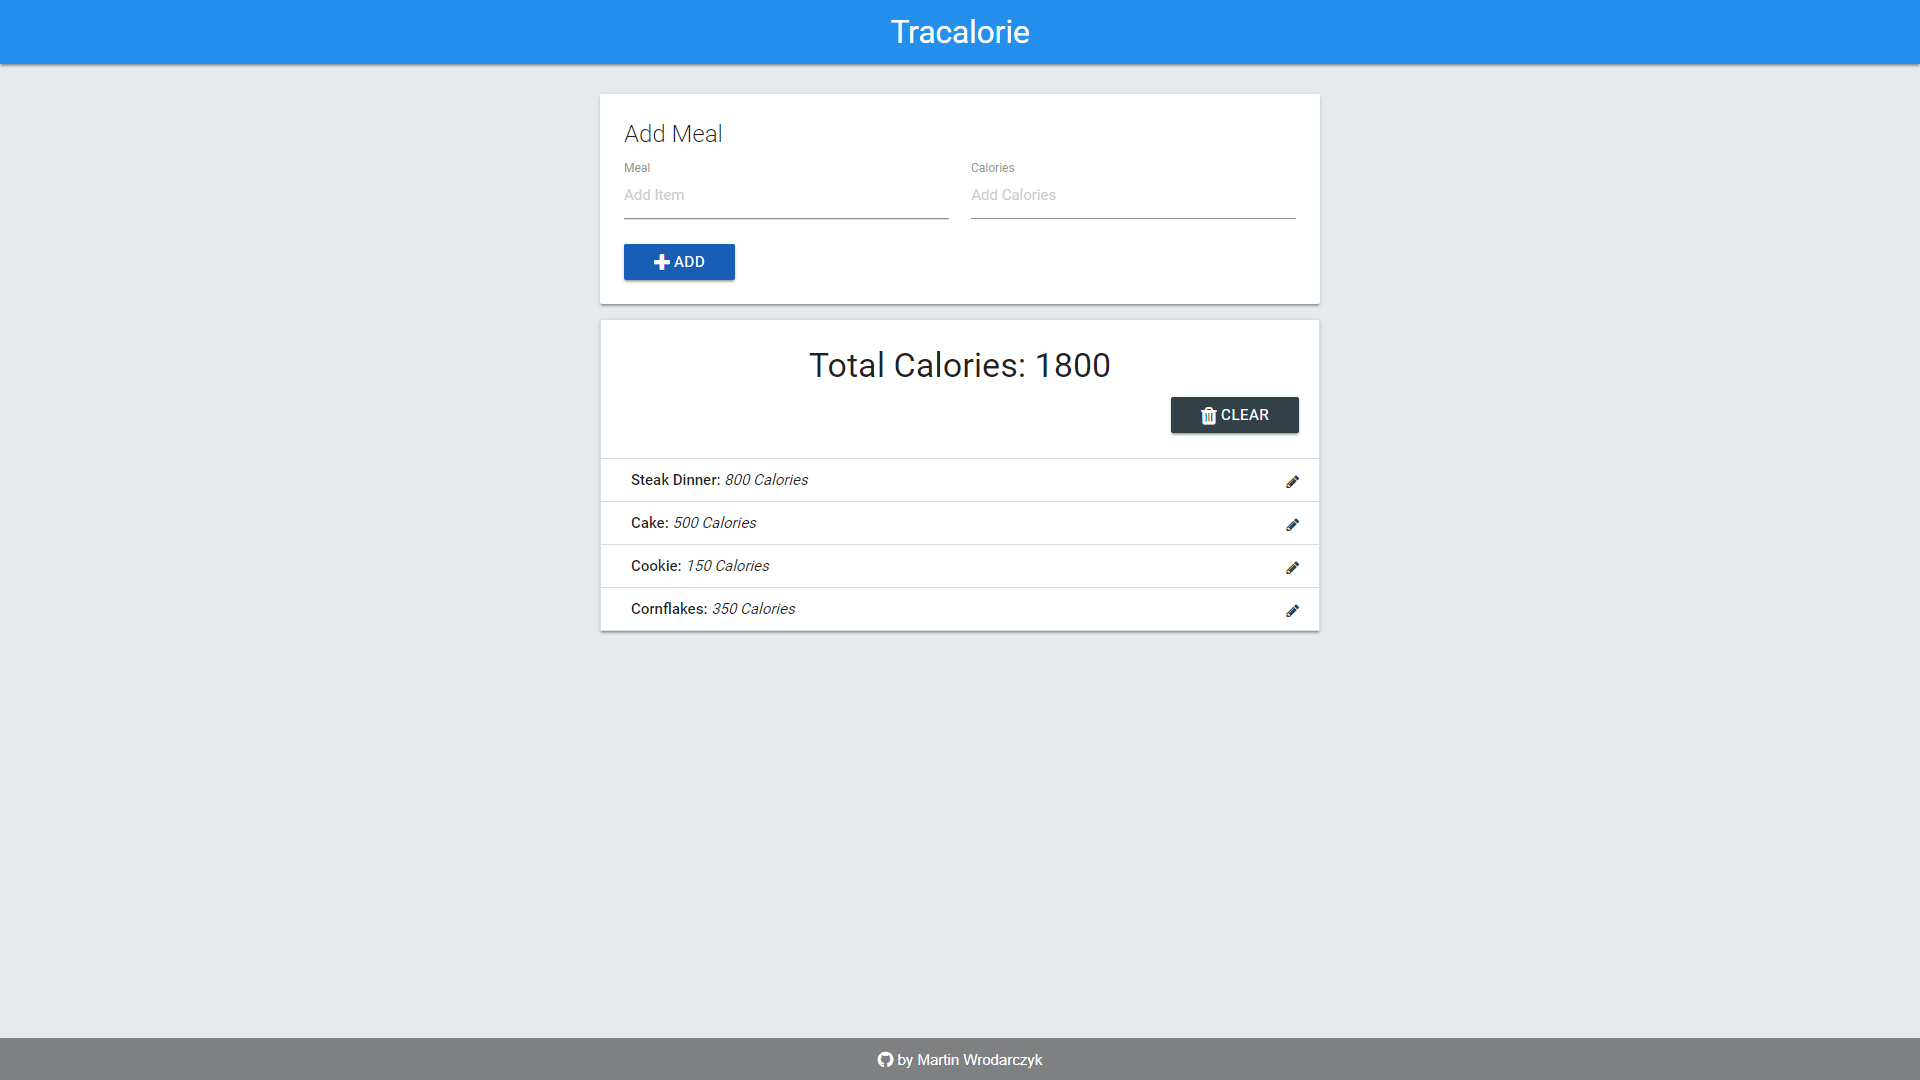 Tracalorie
Add Meal
Meal
Calories
Add Item
Add Calories
ADD
Total Calories: 1800
CLEAR
Steak Dinner: 800 Calories
Cake: 500 Calories
Cookie: 150 Calories
Cornflakes: 350 Calories
by Martin Wrodarczyk